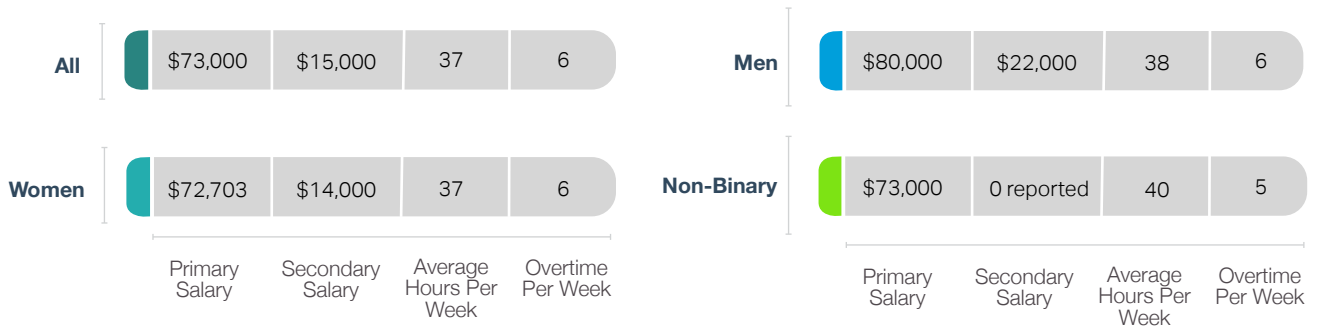 All
$73,000 $15,000 37 6
Women
$72,703 $14,000 37 6
Primary Salary
Secondary Salary
Average Hours Per Week
Overtime Per Week
Men
$80,000 $22,000 38 6
Non-Binary
$73,000 0 reported 40 5
Primary Salary
Secondary Salary
Average Hours Per Week
Overtime Per Week